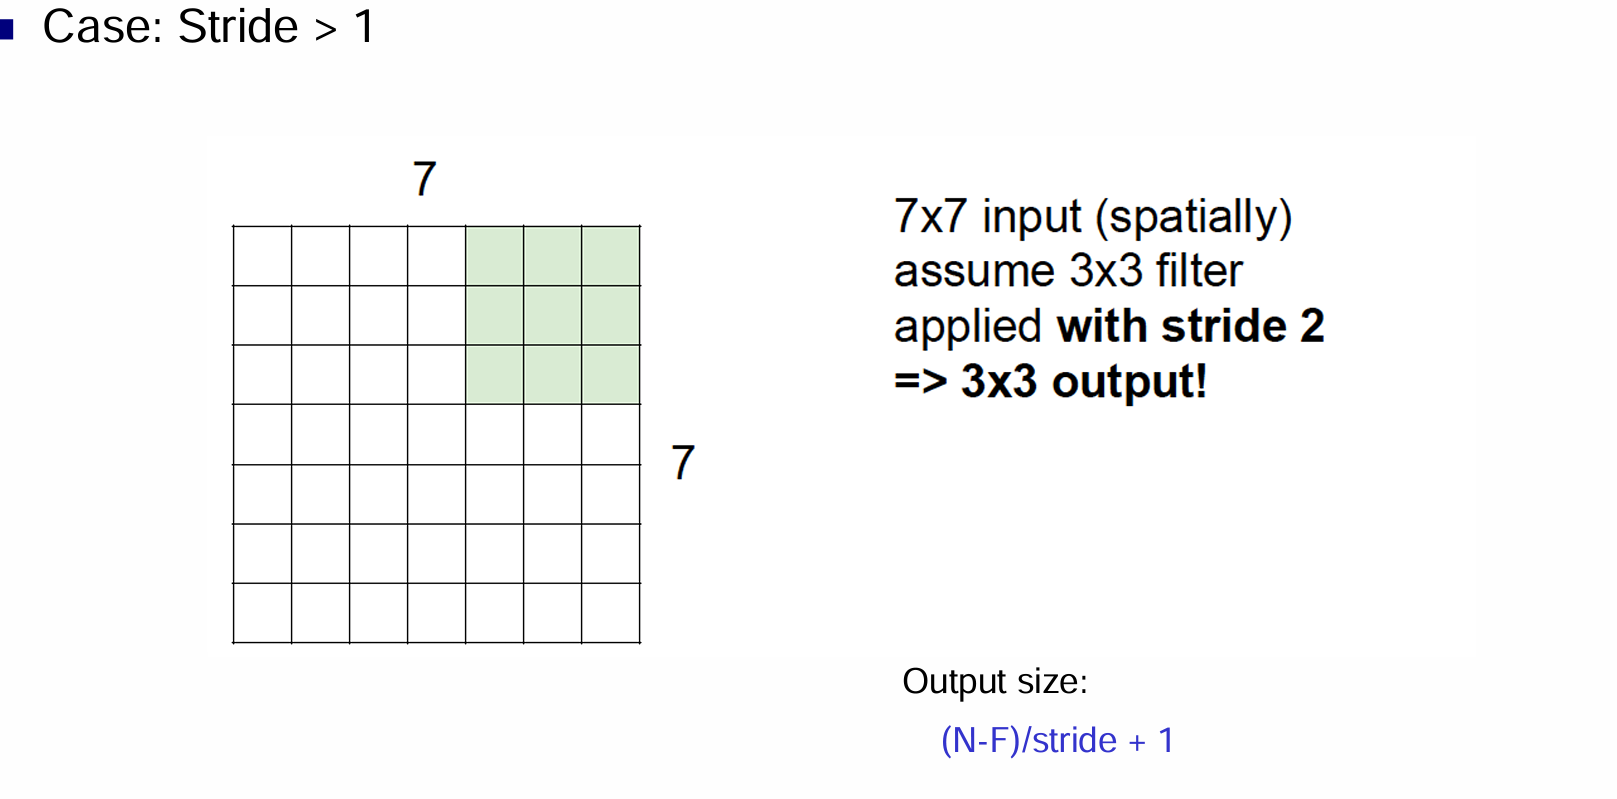 Case: Stride > 1
7
7x7 input (spatially)
assume 3x3 filter
applied with stride 2
=> 3x3 output!
7
Output size:
(N-F)/stride + 1